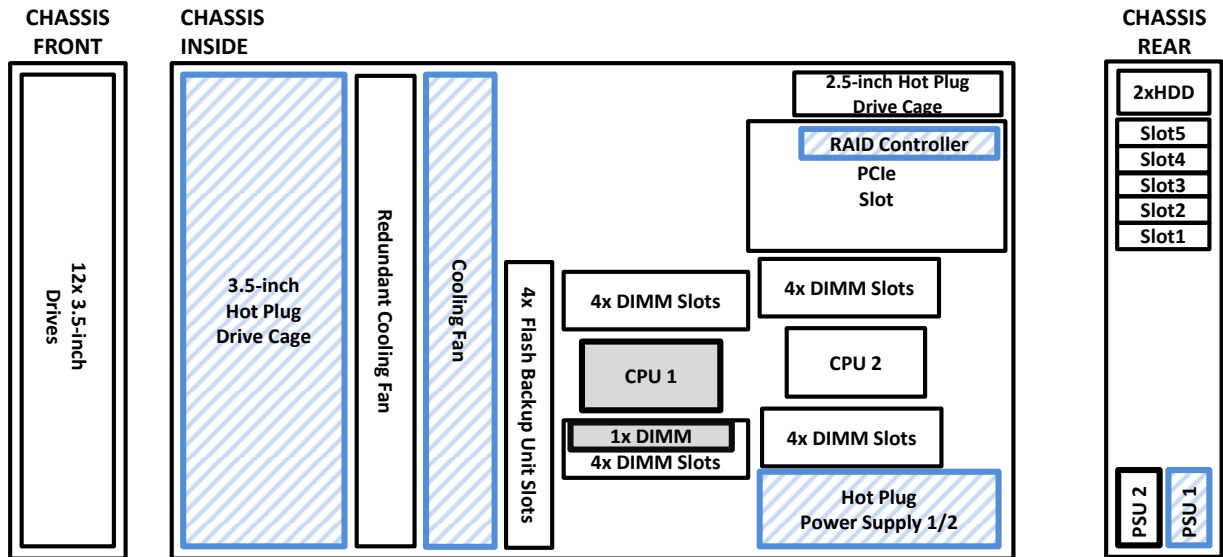 CHASSIS
FRONT
12x 3.5-inch
Drives
CHASSIS
INSIDE
3.5-inch
Hot Plug
Drive Cage
Redundant Cooling Fan
Cooling Fan
4x Flash Backup Unit Slots
2.5-inch Hot Plug
Drive Cage
RAID Controller
PCIe
Slot
4x DIMM Slots
4x DIMM Slots
CPU 1
CPU 2
1x DIMM
4x DIMM Slots
4x DIMM Slots
Hot Plug
Power Supply 1/2
CHASSIS
REAR
2xHDD
Slot5
Slot4
Slot3
Slot2
Slot1
PSU 2
PSU 1